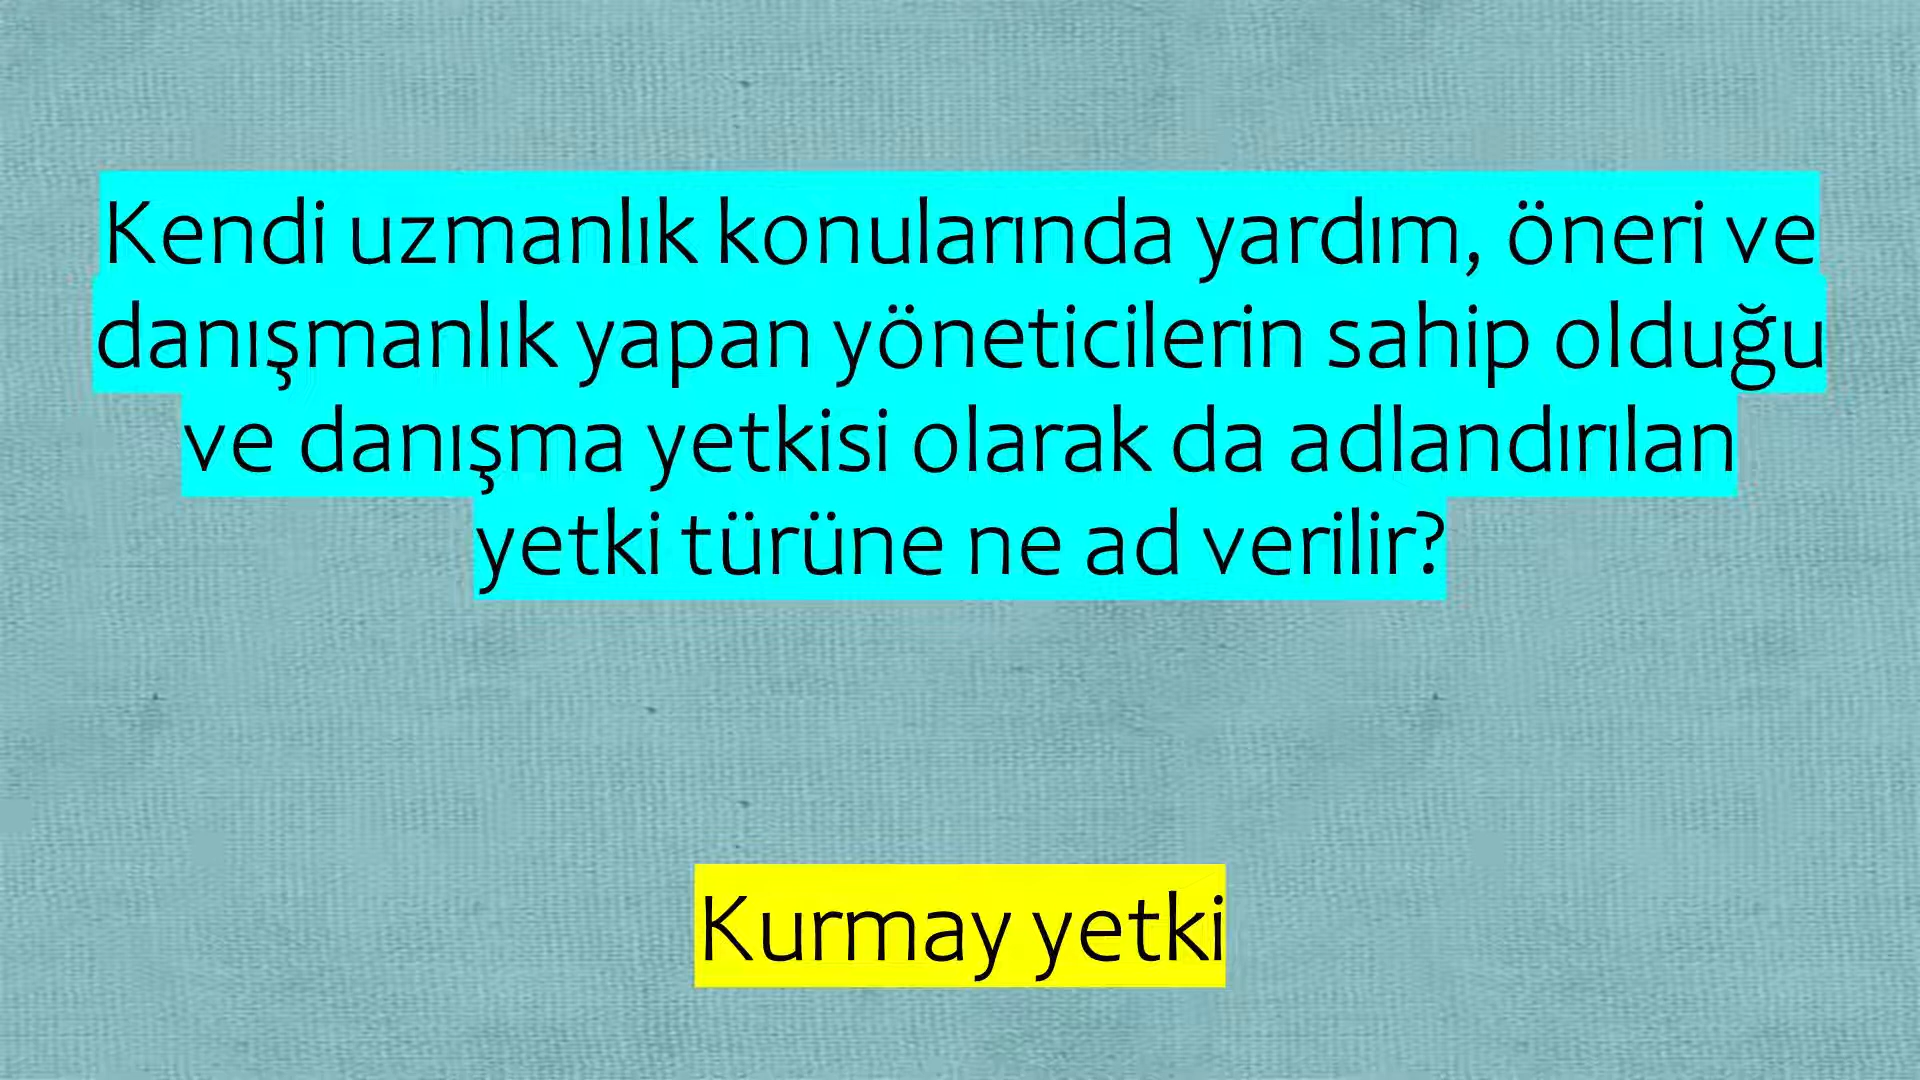 Kendi uzmanlık konularında yardım, öneri ve
danışmanlık yapan yöneticilerin sahip olduğu
ve danışma yetkisi olarak da adlandırılan
yetki türüne ne ad verilir?
Kurmay yetki